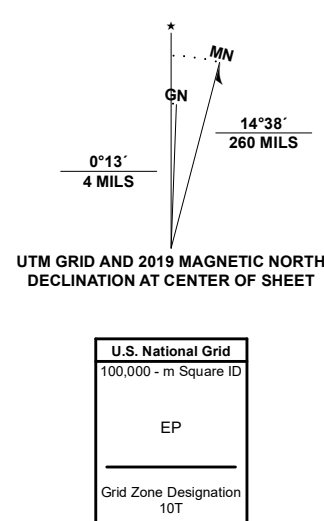 ★
MN
GN
14°38´
260 MILS
0°13´
4 MILS
UTM GRID AND 2019 MAGNETIC NORTH
DECLINATION AT CENTER OF SHEET
U.S. National Grid
100,000 - m Square ID
EP
Grid Zone Designation
10T